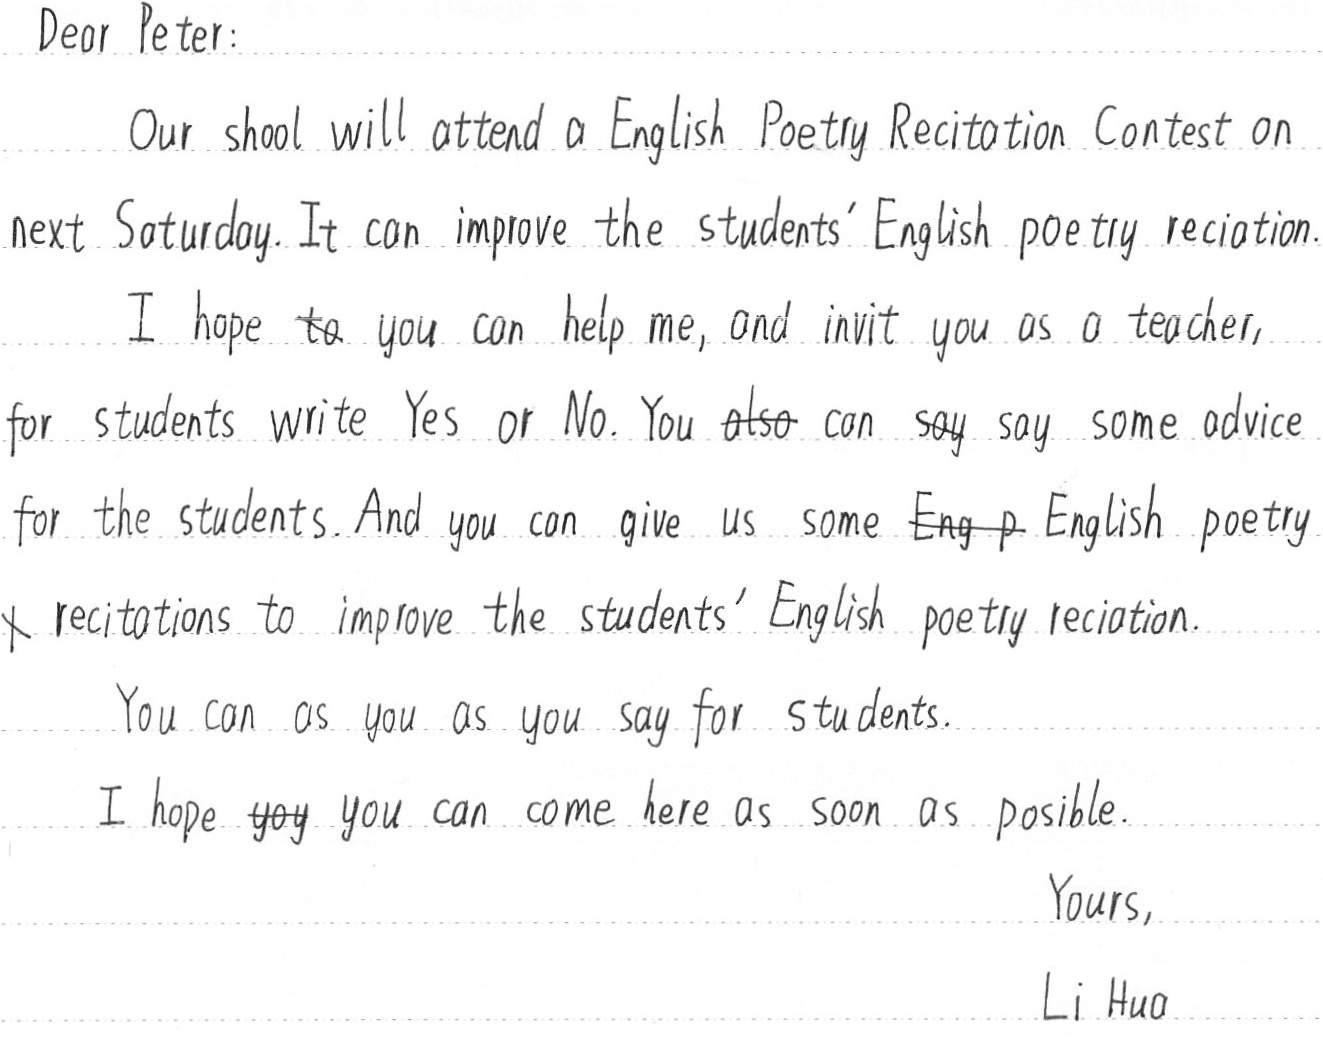 Dear Peter:
Our shool will attend a English Poetry Recitation Contest on
next Saturday. It can improve the students' English poetry reciation.
I hope to you can help me, and invit you as a teacher,
for students write Yes or No. You also can say say some advice
for the students. And you can give us some Eng p English poetry
recitations to improve the students' English poetry reciation.
You can as you as you say for students.
I hope yoy you can come here as soon as posible.
Yours,
Li Hua